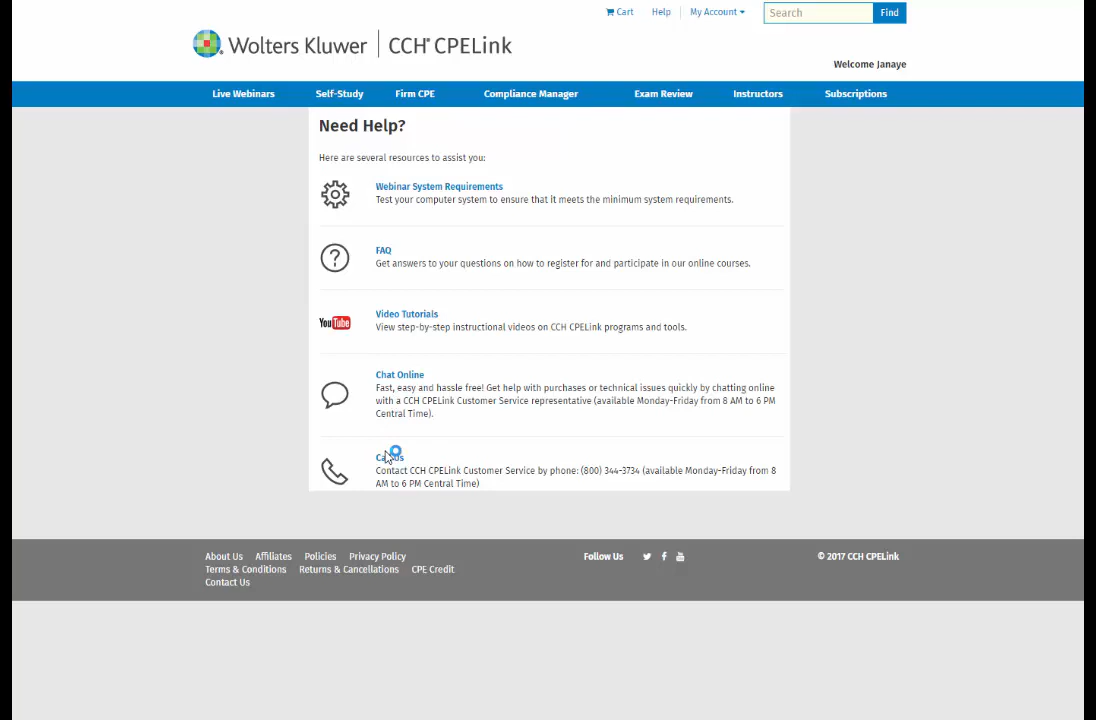 Cart Help My Account Search Find
Wolters Kluwer CCH® CPELink
Welcome Janaye
Live Webinars Self-Study Firm CPE Compliance Manager Exam Review Instructors Subscriptions
Need Help?
Here are several resources to assist you:
Webinar System Requirements
Test your computer system to ensure that it meets the minimum system requirements.
FAQ
Get answers to your questions on how to register for and participate in our online courses.
YouTube
Video Tutorials
View step-by-step instructional videos on CCH CPELink programs and tools.
Chat Online
Fast, easy and hassle free! Get help with purchases or technical issues quickly by chatting online
with a CCH CPELink Customer Service representative (available Monday-Friday from 8 AM to 6 PM
Central Time).
Contact CCH CPELink Customer Service by phone: (800) 344-3734 (available Monday-Friday from 8
AM to 6 PM Central Time)
About Us Affiliates Policies Privacy Policy Follow Us © 2017 CCH CPELink
Terms & Conditions Returns & Cancellations CPE Credit
Contact Us